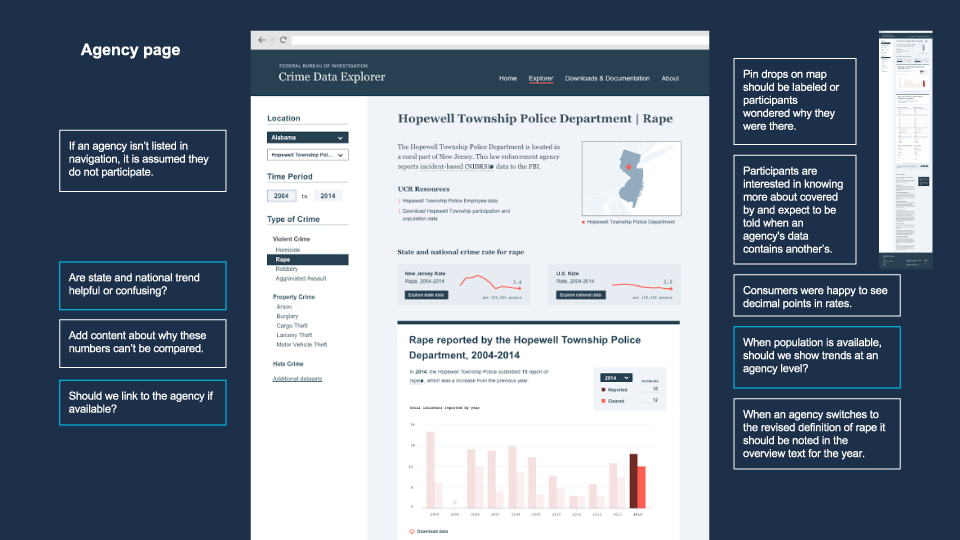 Agency page
If an agency isn't listed in
navigation, it is assumed they
do not participate.
Are state and national trend
helpful or confusing?
Add content about why these
numbers can't be compared.
Should we link to the agency if
available?
FEDERAL BUREAU OF INVESTIGATION
Crime Data Explorer
Home Explorer Downloads & Documentation About
Location
Alabama
Hopewell Township Pol...
Time Period
2004 to 2014
Type of Crime
Violent Crime
Homicide
Rape
Robbery
Aggravated Assault
Property Crime
Arson
Burglary
Cargo Theft
Larceny Theft
Motor Vehicle Theft
Hate Crime
Additional datasets
Hopewell Township Police Department | Rape
The Hopewell Township Police Department is located in
a rural part of New Jersey. This law enforcement agency
reports incident-based (NIBRS) data to the FBI.
UCR Resources
Hopewell Township Police Employee data
Download Hopewell Township participation and
population data
Hopewell Township Police Department
State and national crime rate for rape
New Jersey Rate
Rape, 2004-2014
Explore state data
per 100,000 people
U.S. Rate
Rate, 2004-2014
Explore national data
per 100,000 people
Rape reported by the Hopewell Township Police
Department, 2004-2014
In 2014, the Hopewell Township Police submitted 13 report of
rape, which was a increase from the previous year.
2014 Incidents
Reported
Cleared 12
Total incidents reported by year
2004 2005 2006 2007 2008 2009 2010 2011 2012 2013 2014
Download data
Pin drops on map
should be labeled or
participants
wondered why they
were there.
Participants are
interested in knowing
more about covered
by and expect to be
told when an
agency's data
contains another's.
Consumers were happy to see
decimal points in rates.
When population is available,
should we show trends at an
agency level?
When an agency switches to
the revised definition of rape it
should be noted in the
overview text for the year.